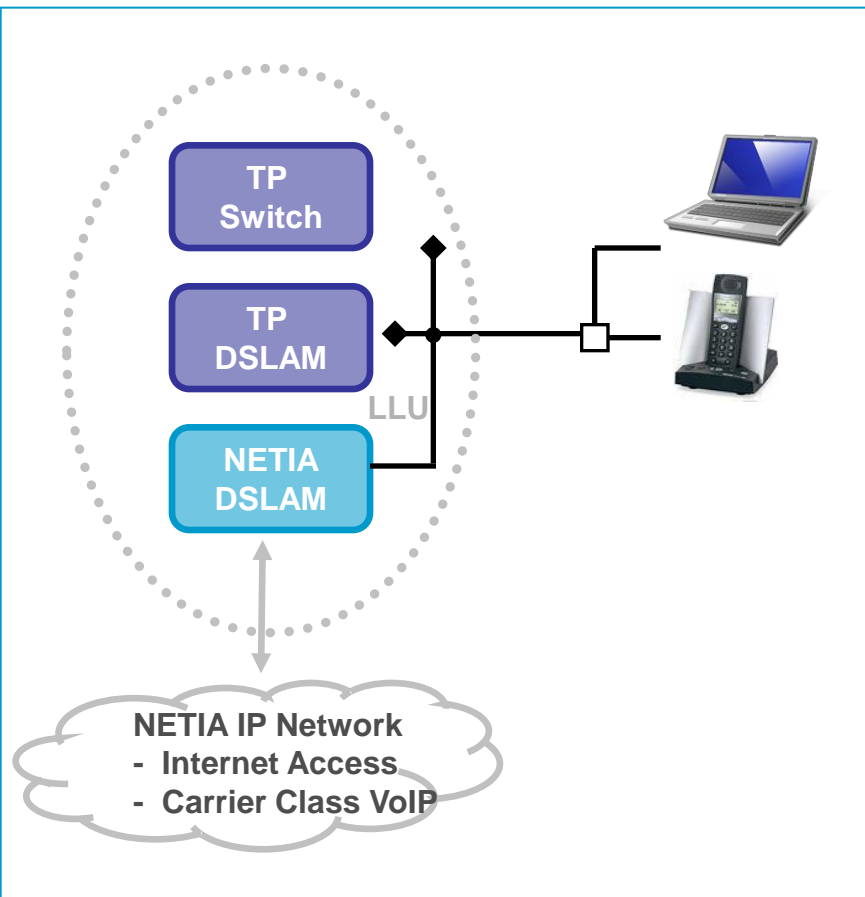 TP
Switch
TP
DSLAM
LLU
NETIA
DSLAM
NETIA IP Network
- Internet Access
- Carrier Class VoIP